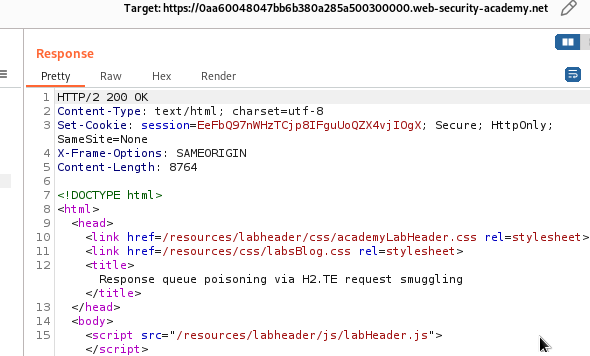 Target: https://0aa60048047bb6b380a285a500300000.web-security-academy.net
Response
Pretty Raw Hex Render
1 HTTP/2 200 OK
2 Content-Type: text/html; charset=utf-8
3 Set-Cookie: session=EeFbQ97nWHzTCjp8IFguUoQZX4vjIOgX; Secure; HttpOnly;
SameSite=None
4 X-Frame-Options: SAMEORIGIN
5 Content-Length: 8764
6
7 <!DOCTYPE html>
8 <html>
9 <head>
10 <link href=/resources/labheader/css/academyLabHeader.css rel=stylesheet>
11 <link href=/resources/css/labsBlog.css rel=stylesheet>
12 <title>
Response queue poisoning via H2.TE request smuggling
</title>
13 </head>
14 <body>
15 <script src="/resources/labheader/js/labHeader.js">
</script>